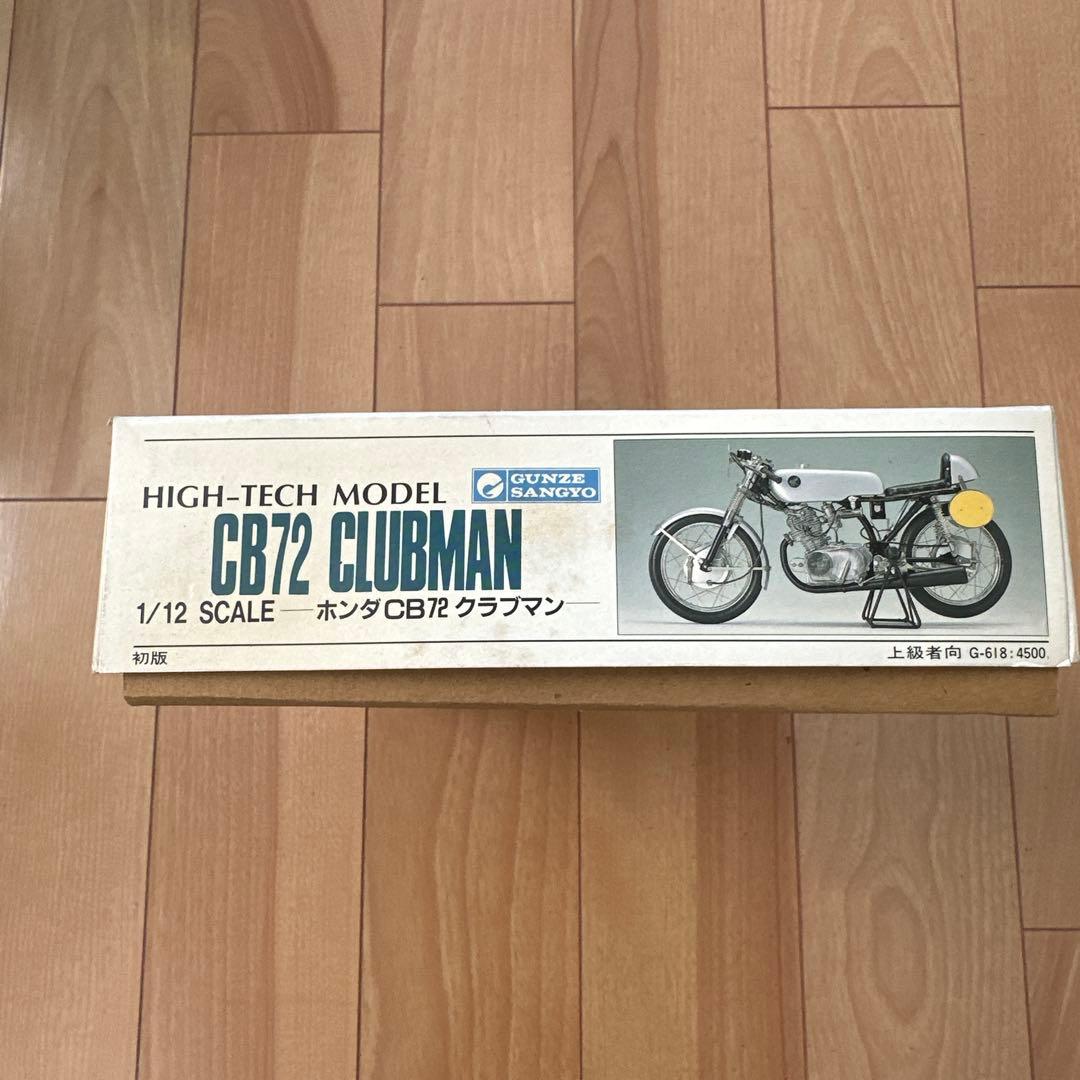 HIGH-TECH MODEL
GUNZE
SANGYO
CB72 CLUBMAN
1/12 SCALE — ホンダCB72クラブマン —
初版
上級者向 G-618:4500